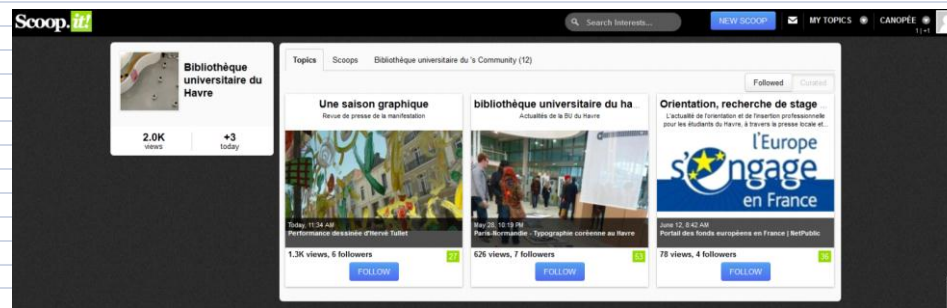 Scoop.it!
Search Interests...
NEW SCOOP
MY TOPICS
CANOPÉE
1 | +1
Bibliothèque
universitaire du
Havre
2.0K
views
+3
today
Topics
Scoops
Bibliothèque universitaire du 's Community (12)
Followed
Curated
Une saison graphique
Revue de presse de la manifestation
Today, 11:34 AM
Performance dessinée d'Hervé Tullet
1.3K views, 6 followers
27
FOLLOW
bibliothèque universitaire du ha...
Actualités de la BU du Havre
May 28, 10:19 PM
Paris-Normandie - Typographie coréenne au Havre
626 views, 7 followers
63
FOLLOW
Orientation, recherche de stage ...
L'actualité de l'orientation et de l'insertion professionnelle
pour les étudiants du Havre, à travers la presse locale et...
l'Europe
s'engage
en France
June 12, 8:42 AM
Portail des fonds européens en France | NetPublic
78 views, 4 followers
36
FOLLOW